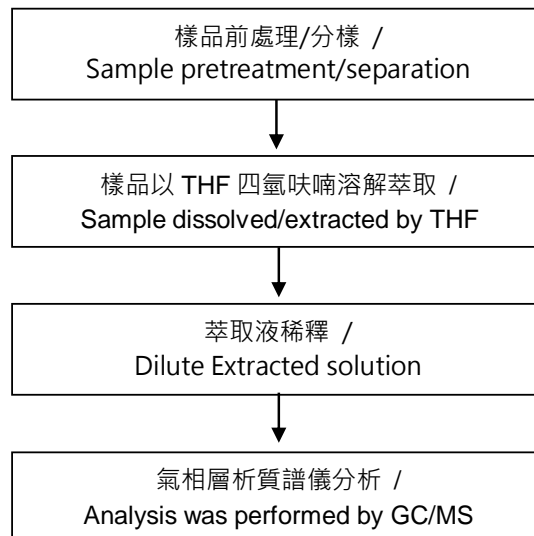 樣品前處理/分樣 /
Sample pretreatment/separation
樣品以 THF 四氫呋喃溶解萃取 /
Sample dissolved/extracted by THF
萃取液稀釋 /
Dilute Extracted solution
氣相層析質譜儀分析 /
Analysis was performed by GC/MS